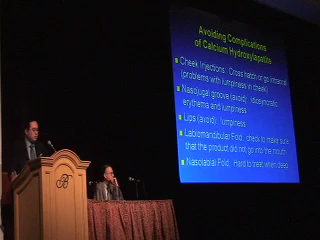 Avoiding Complications
of Calcium Hydroxylapatite
Cheek Injections: Cross hatch or go intraoral
(problems with lumpiness in cheek)
Nasojugal groove (avoid): Idiosyncratic
erythema and lumpiness
Lips (avoid): lumpiness
Labiomandibular Fold: check to make sure
that the product did not go into the mouth
Nasolabial Fold: Hard to treat when deep